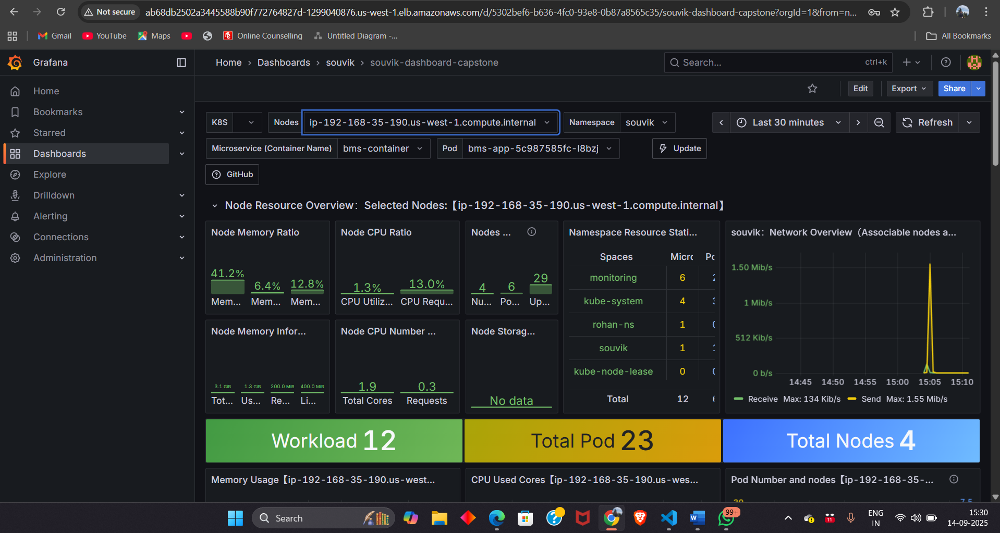 Not secure
ab68db2502a3445588b90f772764827d-1299040876.us-west-1.elb.amazonaws.com/d/5302bef6-b636-4fc0-93e8-0b87a8565c35/souvik-dashboard-capstone?orgId=1&from=n...
Gmail
YouTube
Maps
Online Counselling
Untitled Diagram -...
All Bookmarks
Grafana
Home › Dashboards › souvik › souvik-dashboard-capstone
Search...
ctrl+k
Home
Bookmarks
Starred
Dashboards
Explore
Drilldown
Alerting
Connections
Administration
Edit
Export
Share
K8S
Nodes
ip-192-168-35-190.us-west-1.compute.internal
Namespace
souvik
Last 30 minutes
Refresh
Microservice (Container Name)
bms-container
Pod
bms-app-5c987585fc-l8bzj
Update
GitHub
Node Resource Overview： Selected Nodes:【ip-192-168-35-190.us-west-1.compute.internal】
Node Memory Ratio
41.2%
6.4%
12.8%
Mem...
Mem...
Mem...
Node CPU Ratio
1.3%
13.0%
CPU Utiliz...
CPU Requ...
Nodes ...
4
6
29
Nu...
Po...
Up...
Node Memory Infor...
3.1 GiB
1.3 GiB
200.0 MiB
400.0 MiB
Tot...
Us...
Re...
Li...
Node CPU Number ...
1.9
0.3
Total Cores
Requests
Node Storag...
No data
Namespace Resource Stati...
Spaces
monitoring 6
kube-system 4
rohan-ns 1
souvik 1
kube-node-lease 0
Total 12
souvik： Network Overview（Associable nodes a...
1.50 Mib/s
1 Mib/s
512 Kib/s
0 b/s
14:45 14:50 14:55 15:00 15:05 15:10
Receive Max: 134 Kib/s Send Max: 1.55 Mib/s
Workload 12
Total Pod 23
Total Nodes 4
Memory Usage【ip-192-168-35-190.us-west...
CPU Used Cores【ip-192-168-35-190.us-wes...
Pod Number and nodes【ip-192-168-35-...
30
7.5
Search
99+
11
ENG
IN
15:30
14-09-2025